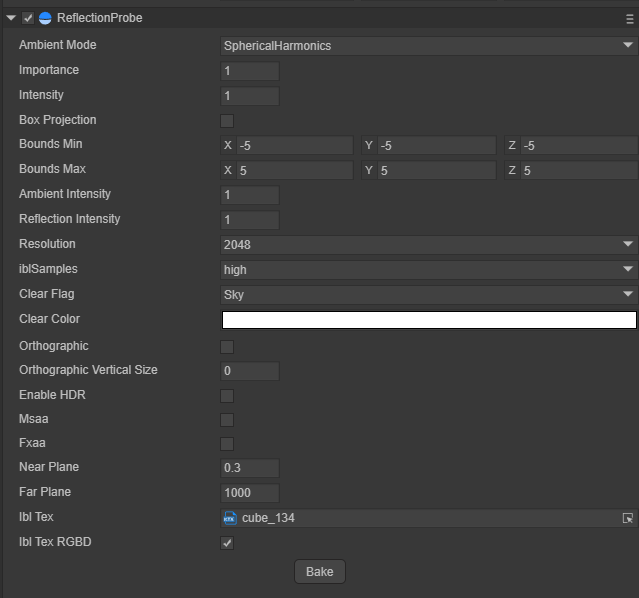 ReflectionProbe
Ambient Mode SphericalHarmonics
Importance 1
Intensity 1
Box Projection
Bounds Min X -5 Y -5 Z -5
Bounds Max X 5 Y 5 Z 5
Ambient Intensity 1
Reflection Intensity 1
Resolution 2048
iblSamples high
Clear Flag Sky
Clear Color
Orthographic
Orthographic Vertical Size 0
Enable HDR
Msaa
Fxaa
Near Plane 0.3
Far Plane 1000
Ibl Tex KTX cube_134
Ibl Tex RGBD
Bake